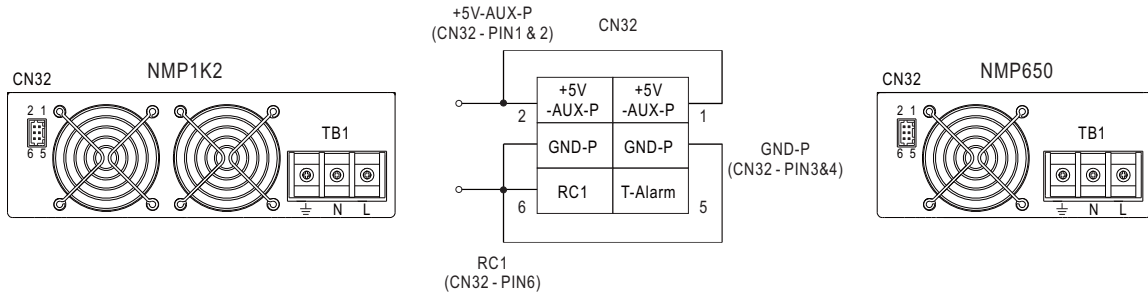 +5V-AUX-P
(CN32 - PIN1 & 2)
CN32
NMP1K2
CN32
2 1
6 5
TB1
N L
+5V
-AUX-P
+5V
-AUX-P
2
1
GND-P
GND-P
RC1
T-Alarm
6
5
GND-P
(CN32 - PIN3&4)
RC1
(CN32 - PIN6)
NMP650
CN32
2 1
6 5
TB1
N L